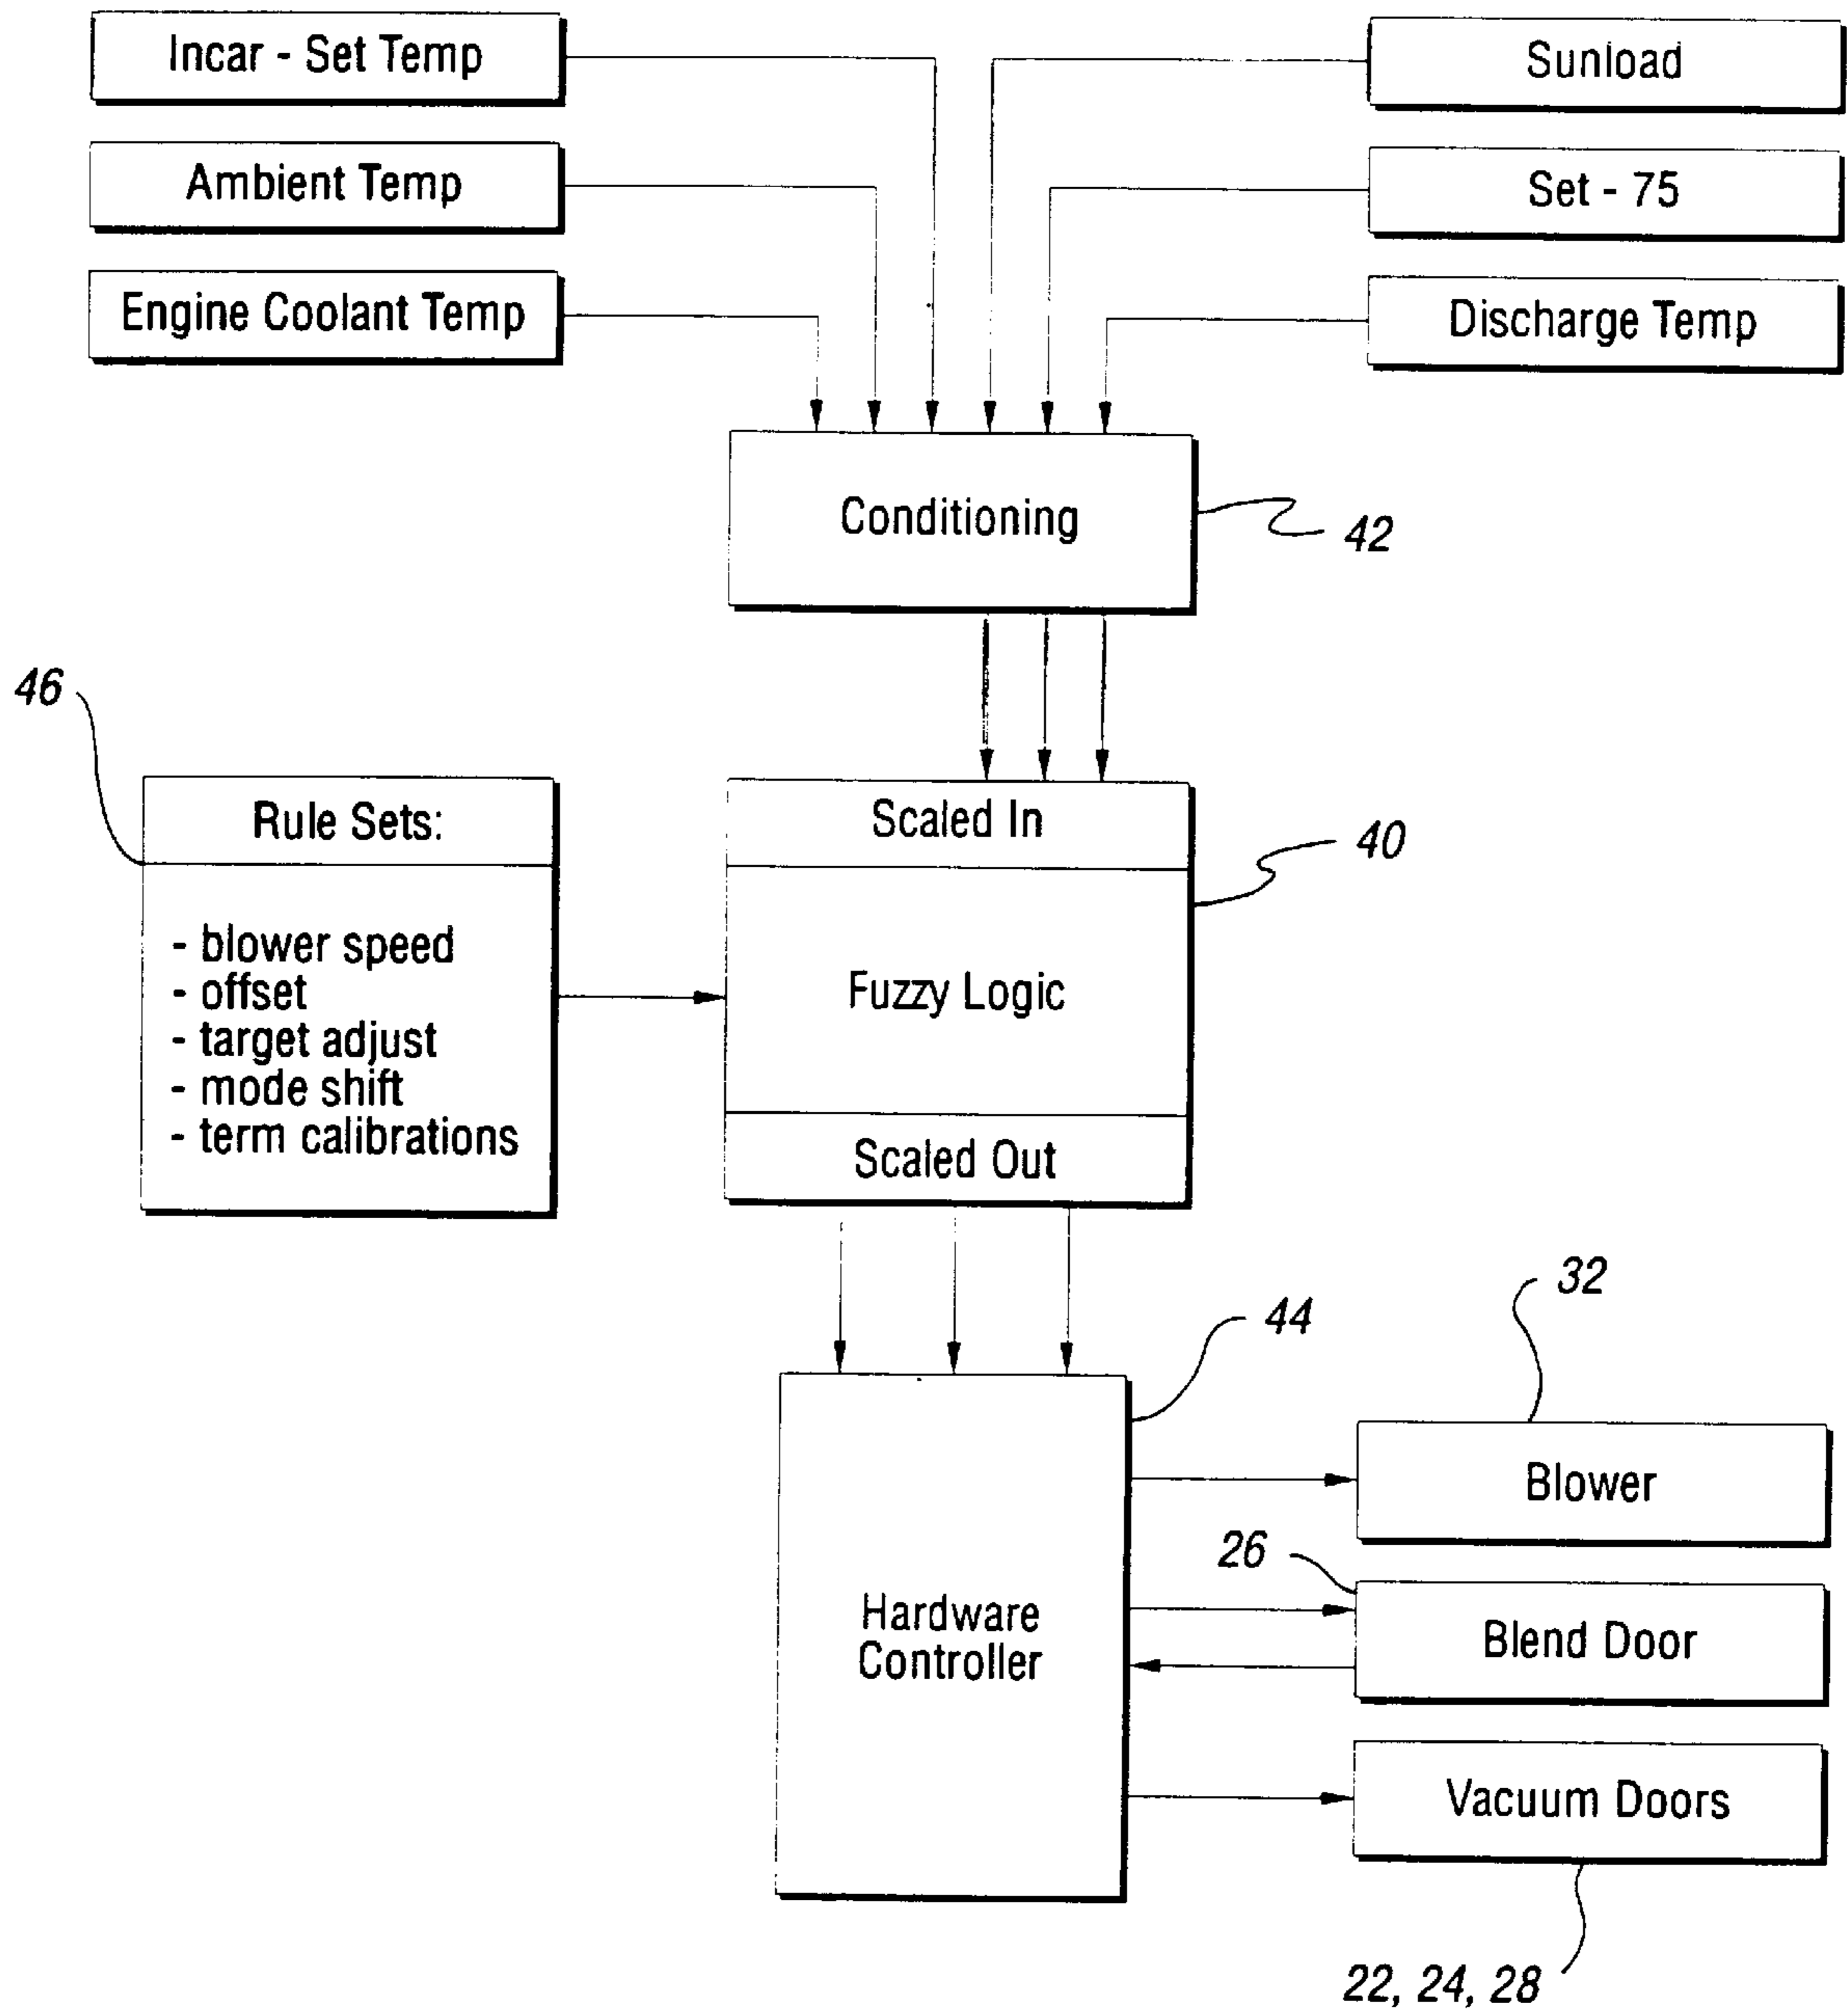 Incar - Set Temp
Sunload
Ambient Temp
Set - 75
Engine Coolant Temp
Discharge Temp
Conditioning
42
46
Rule Sets:
- blower speed
- offset
- target adjust
- mode shift
- term calibrations
Scaled In
40
Fuzzy Logic
Scaled Out
32
44
Blower
26
Hardware
Controller
Blend Door
Vacuum Doors
22, 24, 28